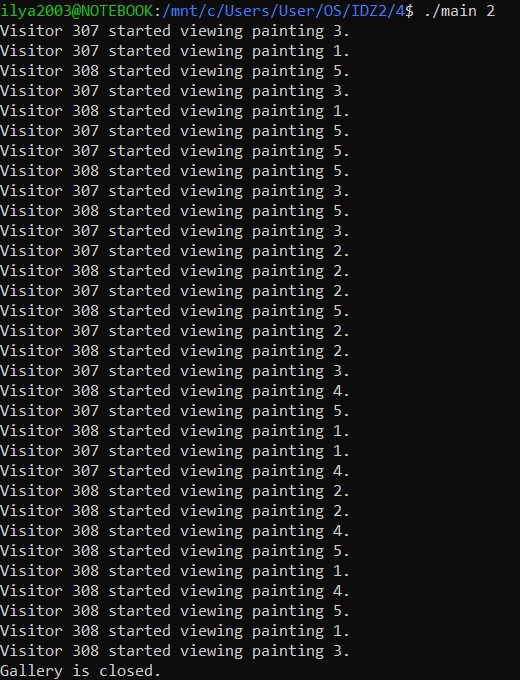 ilya2003@NOTEBOOK:/mnt/c/Users/User/OS/IDZ2/4$ ./main 2
Visitor 307 started viewing painting 3.
Visitor 307 started viewing painting 1.
Visitor 308 started viewing painting 5.
Visitor 307 started viewing painting 3.
Visitor 308 started viewing painting 1.
Visitor 307 started viewing painting 5.
Visitor 307 started viewing painting 5.
Visitor 308 started viewing painting 5.
Visitor 307 started viewing painting 3.
Visitor 308 started viewing painting 5.
Visitor 307 started viewing painting 3.
Visitor 307 started viewing painting 2.
Visitor 308 started viewing painting 2.
Visitor 307 started viewing painting 2.
Visitor 308 started viewing painting 5.
Visitor 307 started viewing painting 2.
Visitor 308 started viewing painting 2.
Visitor 307 started viewing painting 3.
Visitor 308 started viewing painting 4.
Visitor 307 started viewing painting 5.
Visitor 308 started viewing painting 1.
Visitor 307 started viewing painting 1.
Visitor 307 started viewing painting 4.
Visitor 308 started viewing painting 2.
Visitor 308 started viewing painting 2.
Visitor 308 started viewing painting 4.
Visitor 308 started viewing painting 5.
Visitor 308 started viewing painting 1.
Visitor 308 started viewing painting 4.
Visitor 308 started viewing painting 5.
Visitor 308 started viewing painting 1.
Visitor 308 started viewing painting 3.
Gallery is closed.